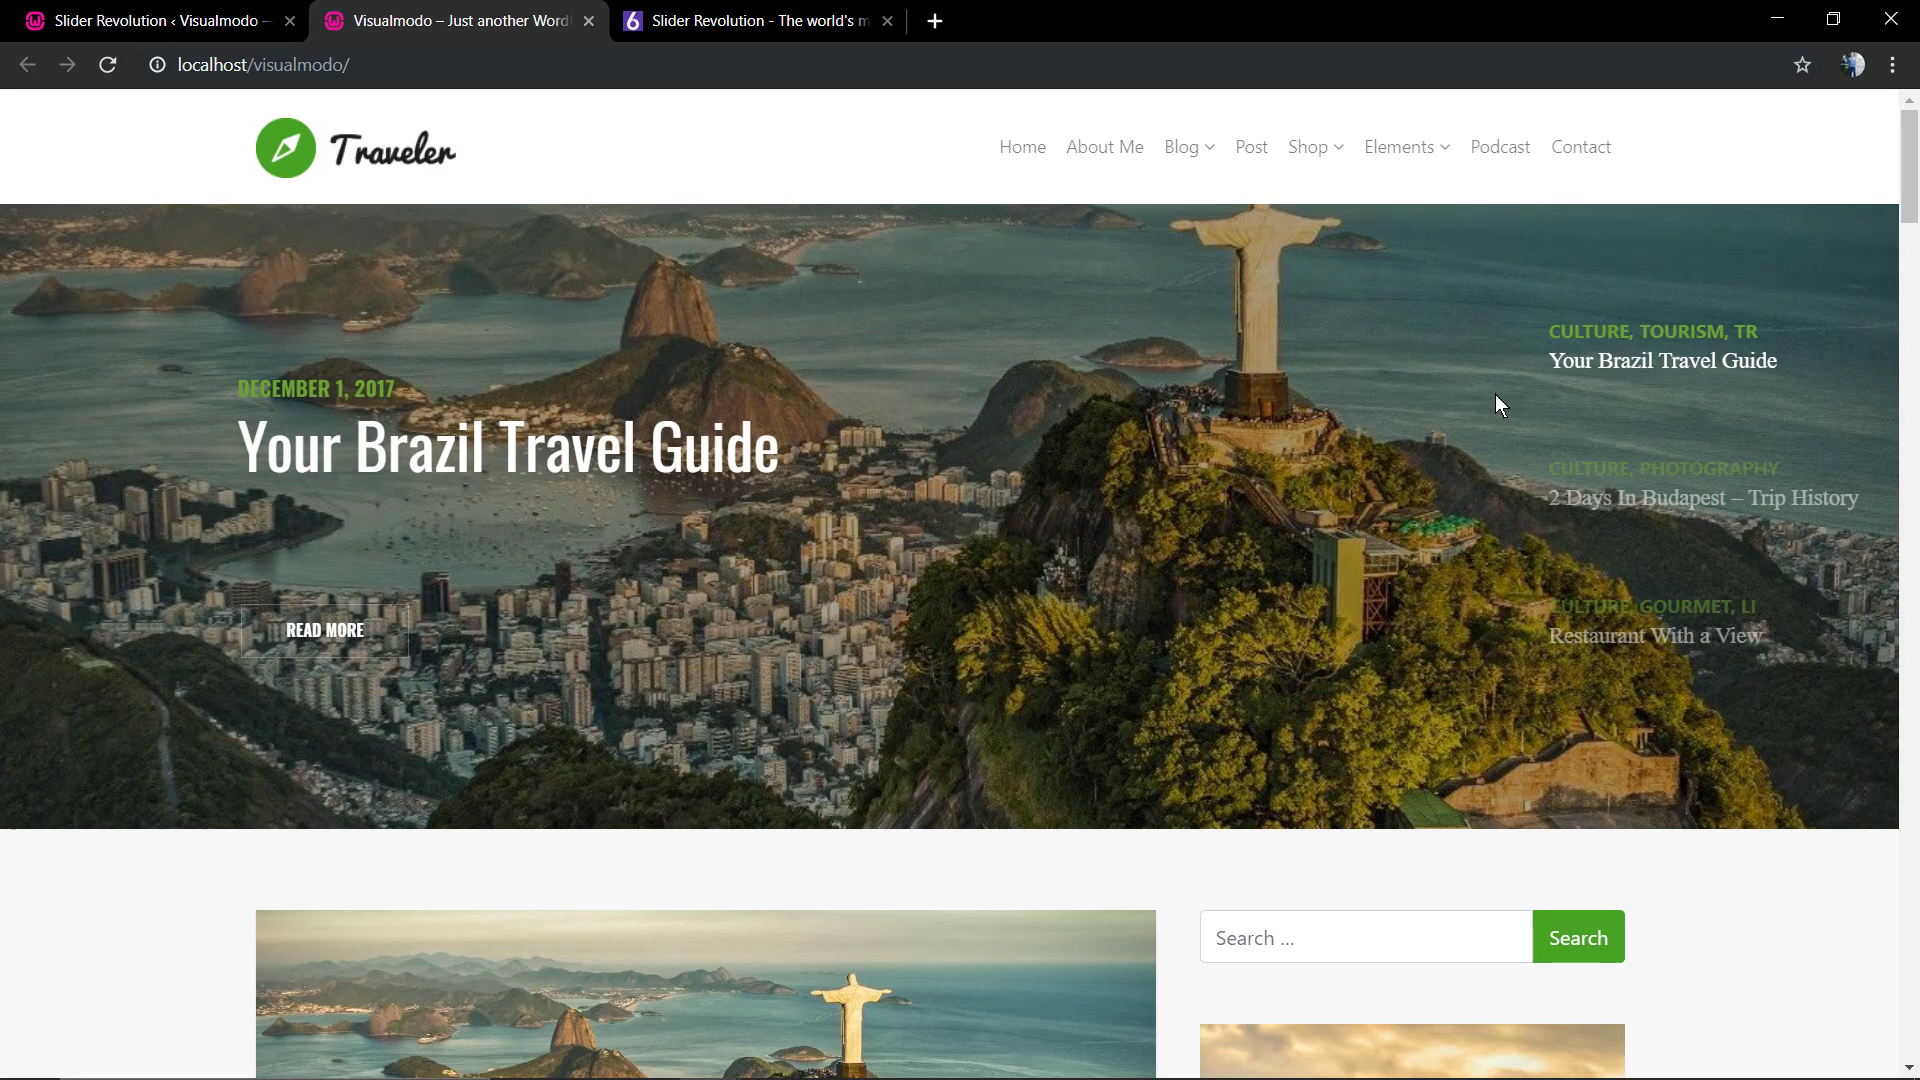 Slider Revolution ‹ Visualmodo —
Visualmodo – Just another Word
Slider Revolution - The world's m
localhost/visualmodo/
Traveler
Home About Me Blog Post Shop Elements Podcast Contact
CULTURE, TOURISM, TR
Your Brazil Travel Guide
DECEMBER 1, 2017
Your Brazil Travel Guide
CULTURE, PHOTOGRAPHY
2 Days In Budapest – Trip History
READ MORE
CULTURE, GOURMET, LI
Restaurant With a View
Search ...
Search